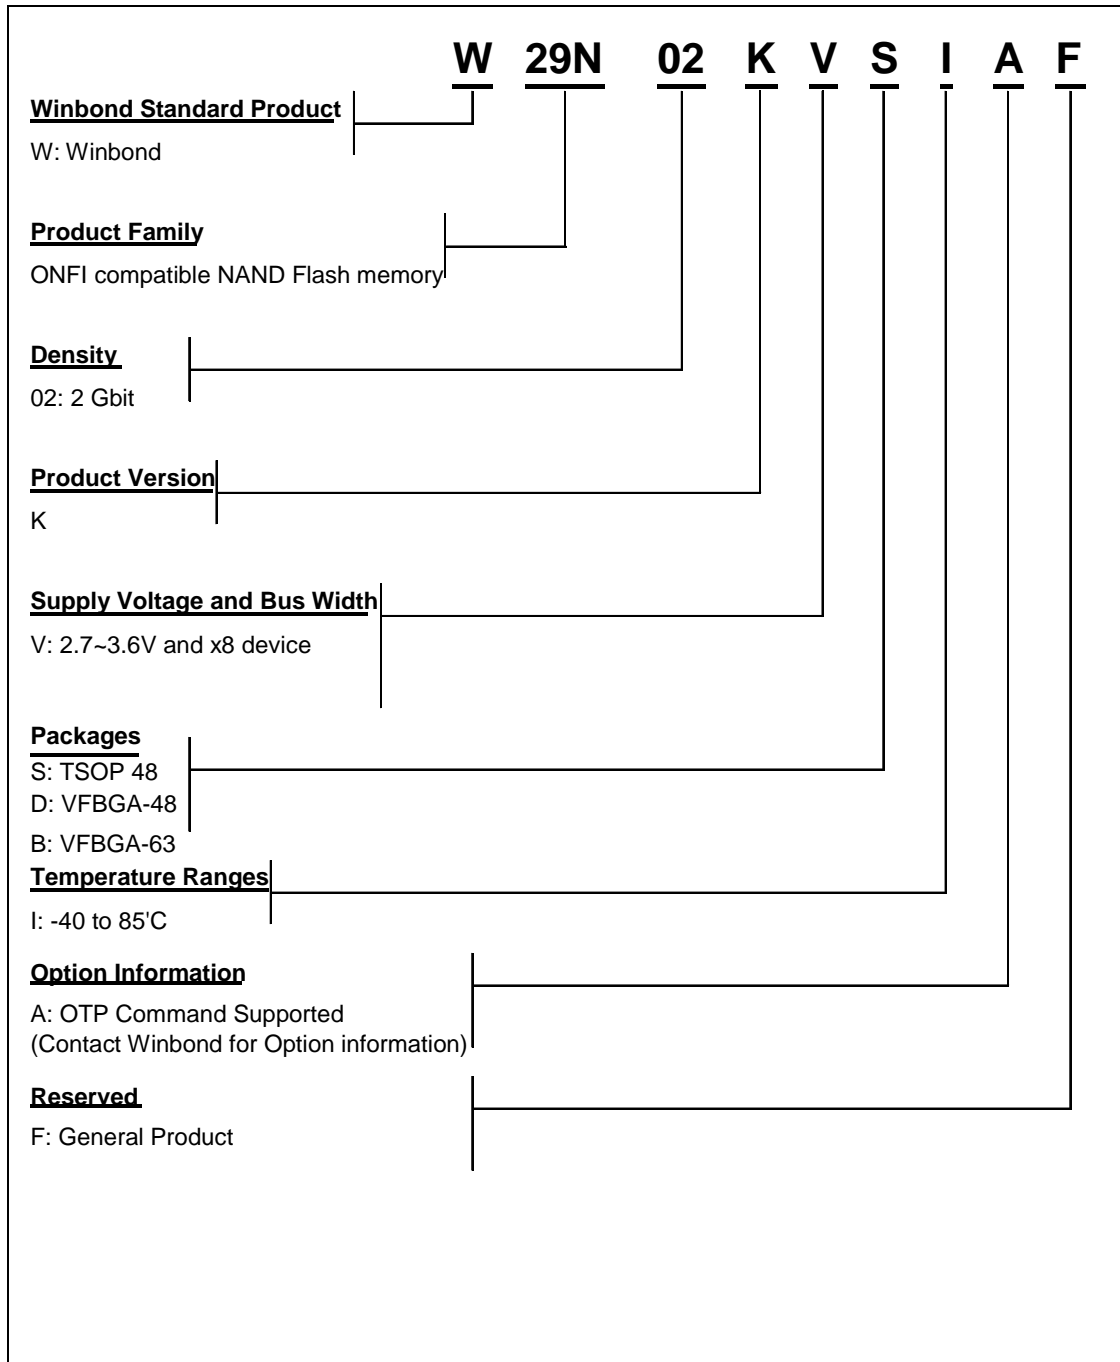 W 29N 02 K V S I A F
Winbond Standard Product
W: Winbond
Product Family
ONFI compatible NAND Flash memory
Density
02: 2 Gbit
Product Version
K
Supply Voltage and Bus Width
V: 2.7~3.6V and x8 device
Packages
S: TSOP 48
D: VFBGA-48
B: VFBGA-63
Temperature Ranges
I: -40 to 85'C
Option Information
A: OTP Command Supported
(Contact Winbond for Option information)
Reserved
F: General Product